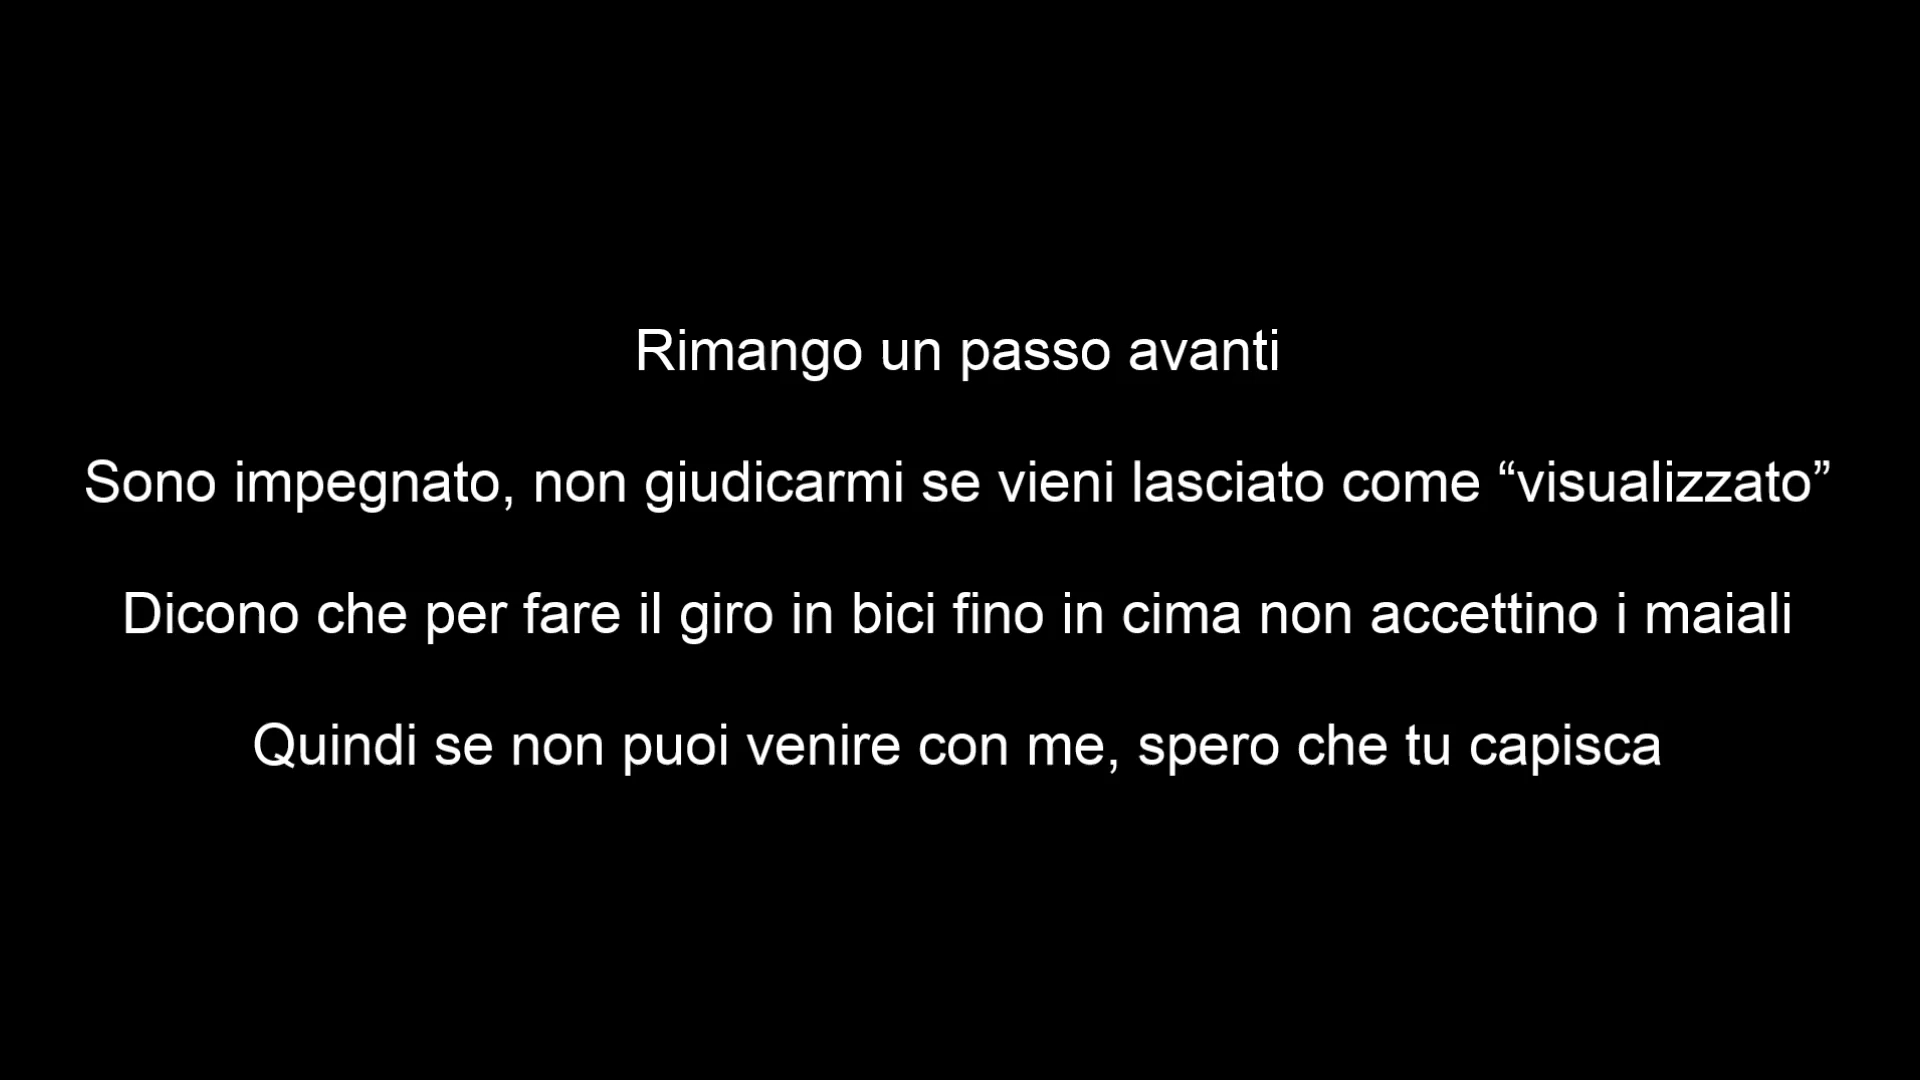 Rimango un passo avanti
Sono impegnato, non giudicarmi se vieni lasciato come “visualizzato”
Dicono che per fare il giro in bici fino in cima non accettino i maiali
Quindi se non puoi venire con me, spero che tu capisca